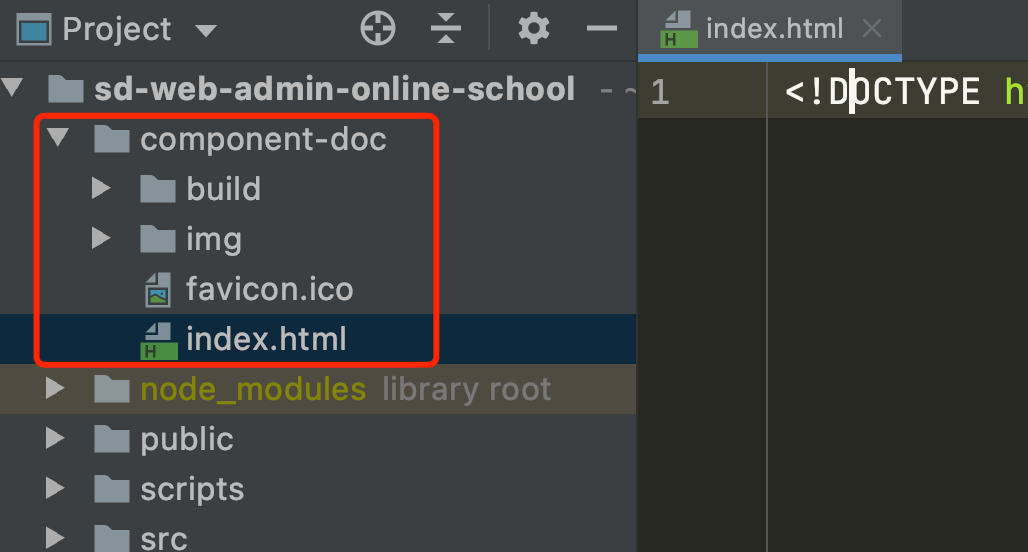 Project
index.html
sd-web-admin-online-school - ~
1 <!DOCTYPE h
component-doc
build
img
favicon.ico
H index.html
node_modules library root
public
scripts
src